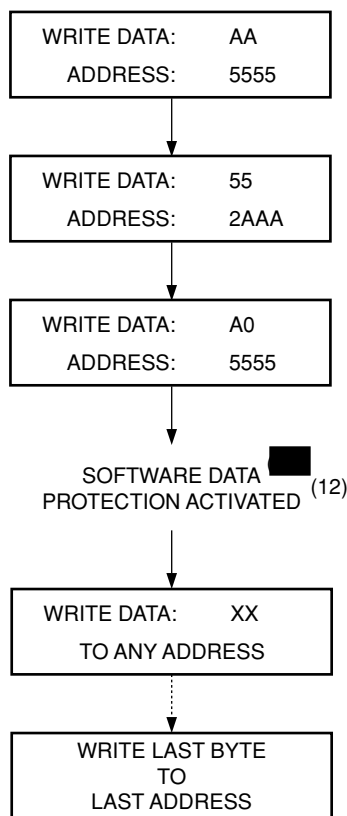 WRITE DATA: AA
ADDRESS: 5555
WRITE DATA: 55
ADDRESS: 2AAA
WRITE DATA: A0
ADDRESS: 5555
SOFTWARE DATA
PROTECTION ACTIVATED (12)
WRITE DATA: XX
TO ANY ADDRESS
WRITE LAST BYTE
TO
LAST ADDRESS